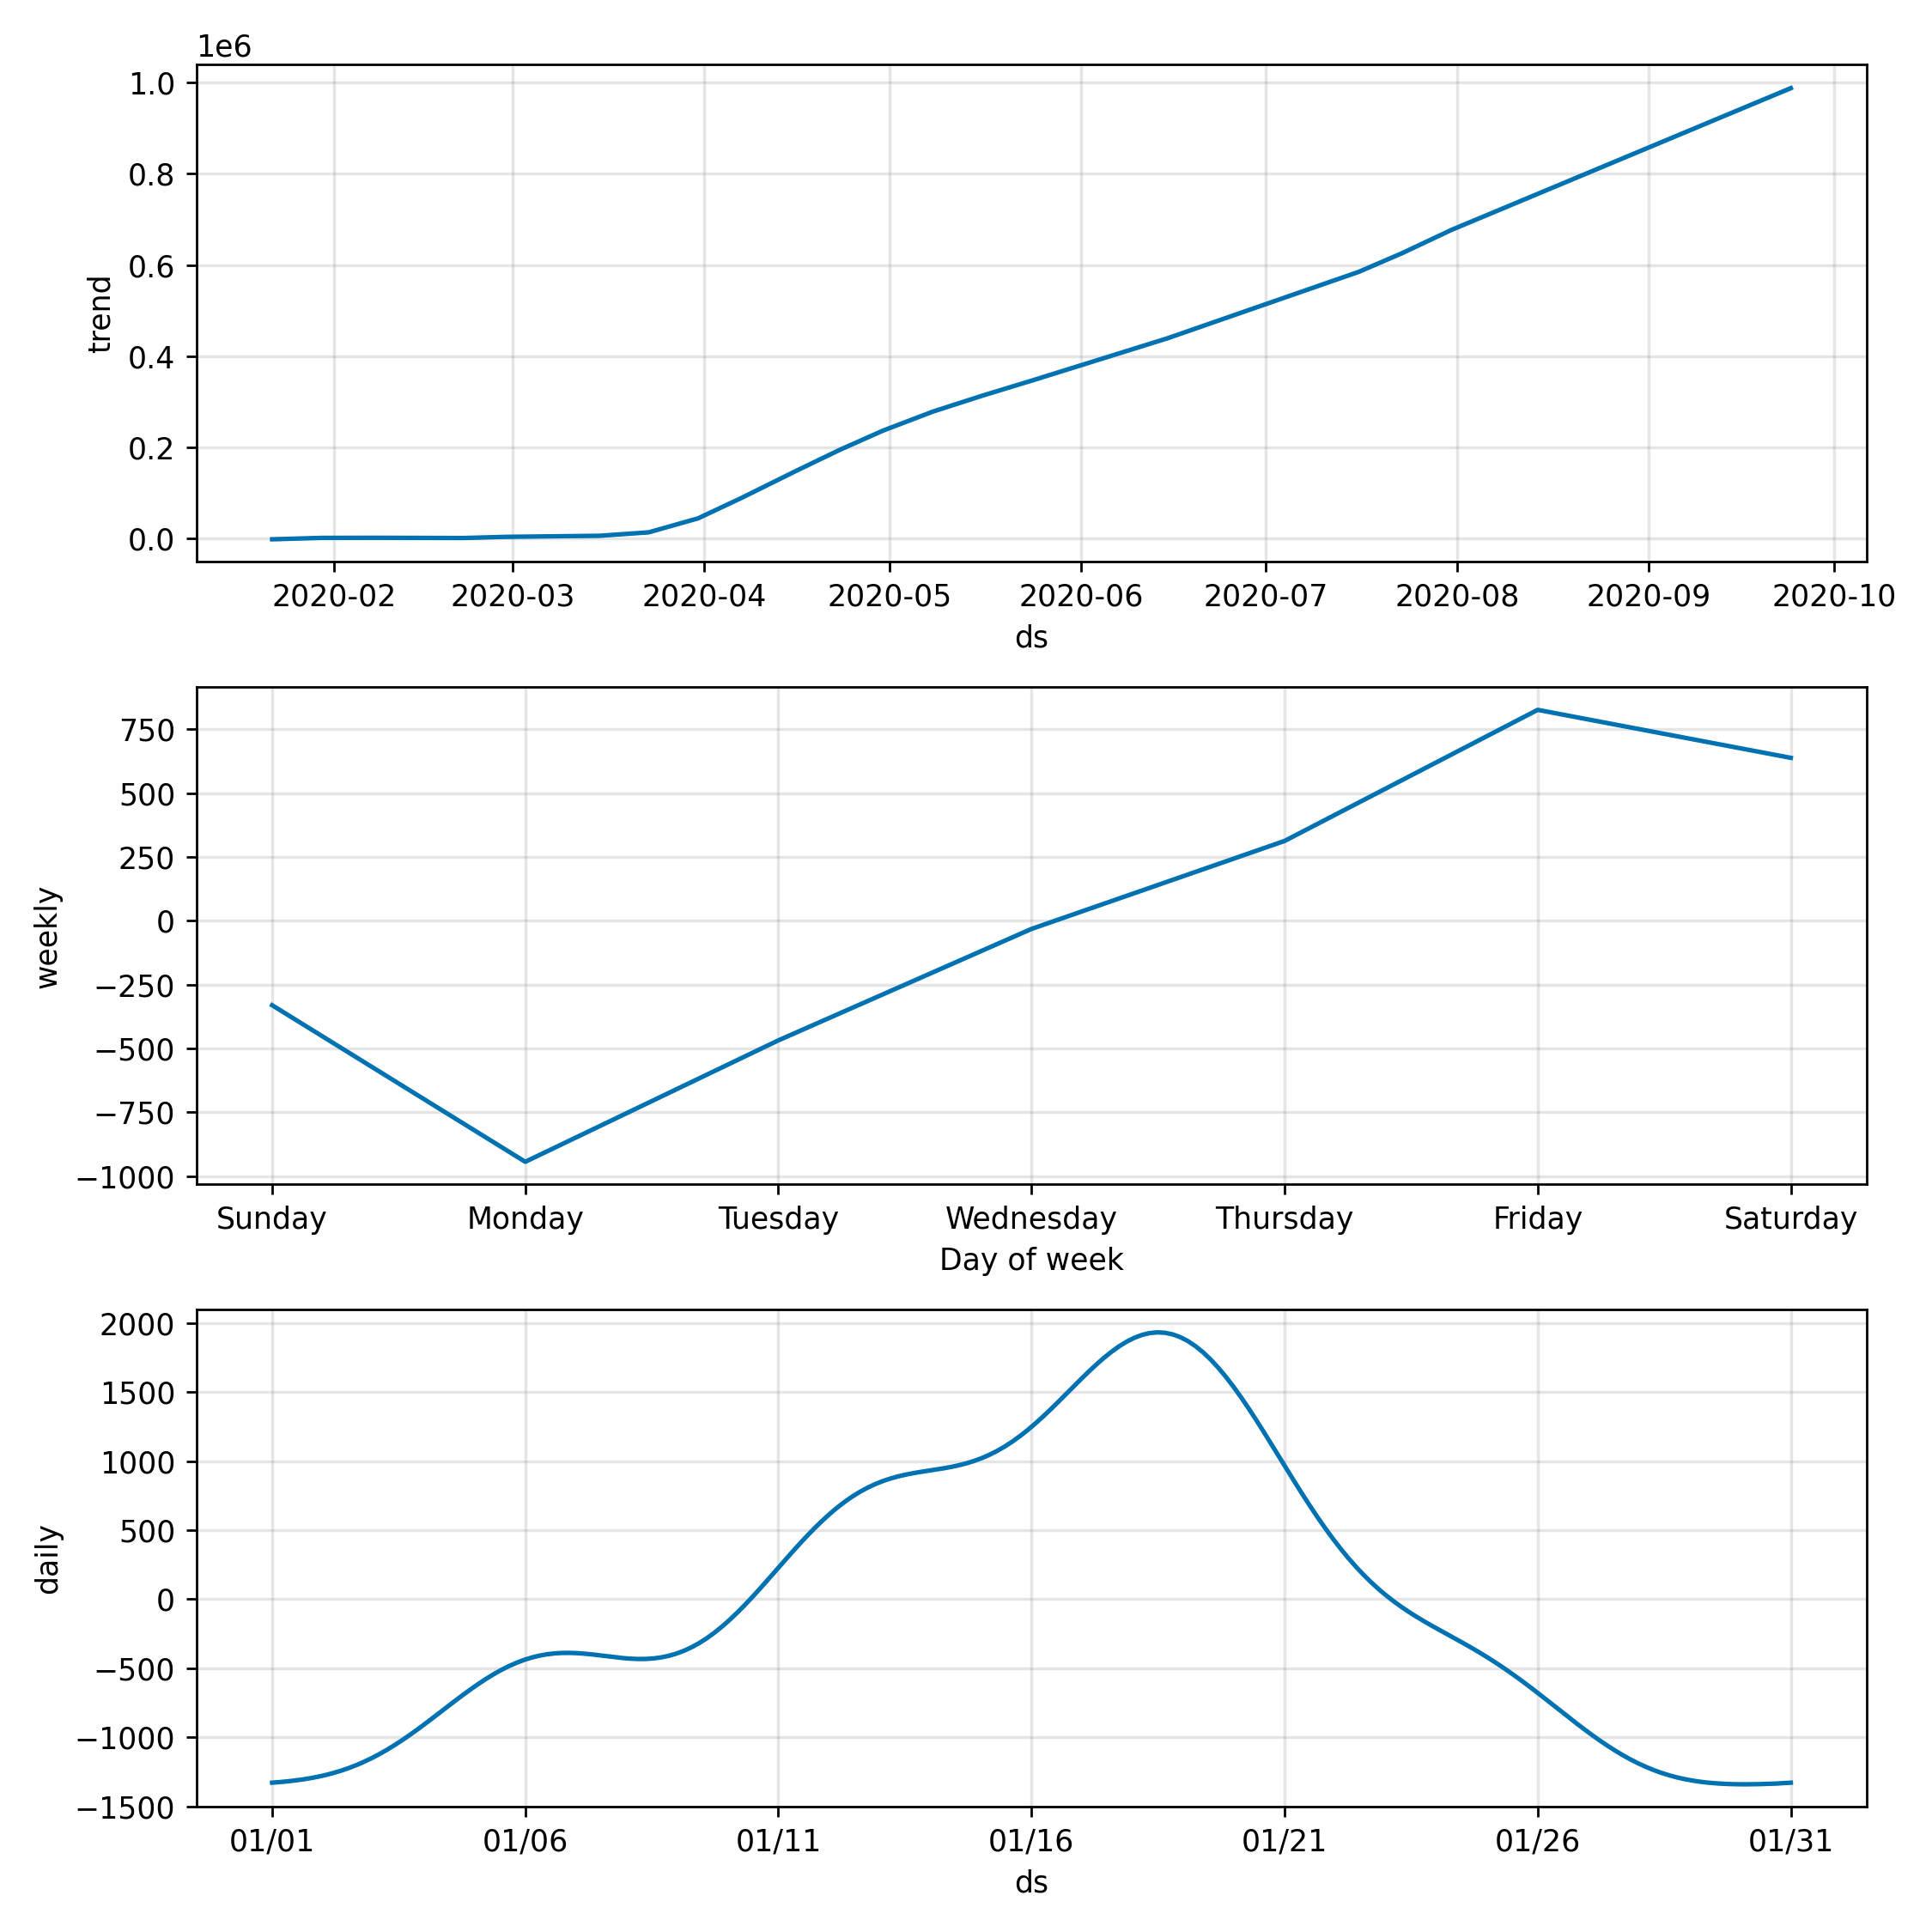 1e6
1.0
0.8
0.6
0.4
0.2
0.0
trend
2020-02 2020-03 2020-04 2020-05 2020-06 2020-07 2020-08 2020-09 2020-10
ds
750
500
250
0
−250
−500
−750
−1000
weekly
Sunday Monday Tuesday Wednesday Thursday Friday Saturday
Day of week
2000
1500
1000
500
0
−500
−1000
−1500
daily
01/01 01/06 01/11 01/16 01/21 01/26 01/31
ds